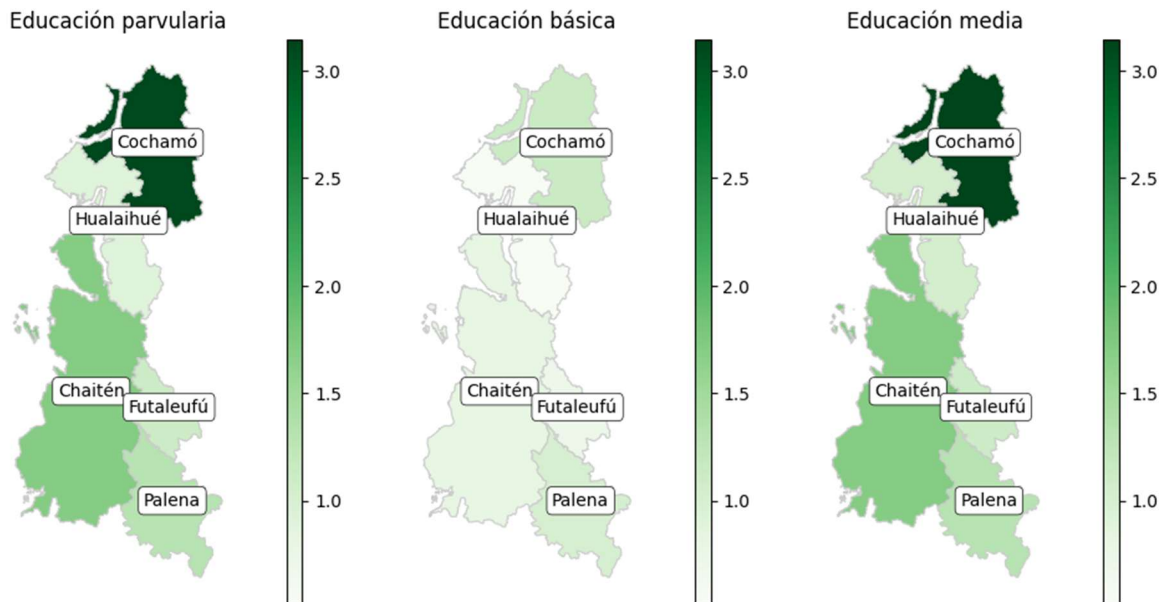 Educación parvularia
Cochamó
Hualaihué
Chaitén
Futaleufú
Palena
3.0
2.5
2.0
1.5
1.0
Educación básica
Cochamó
Hualaihué
Chaitén
Futaleufú
Palena
3.0
2.5
2.0
1.5
1.0
Educación media
Cochamó
Hualaihué
Chaitén
Futaleufú
Palena
3.0
2.5
2.0
1.5
1.0